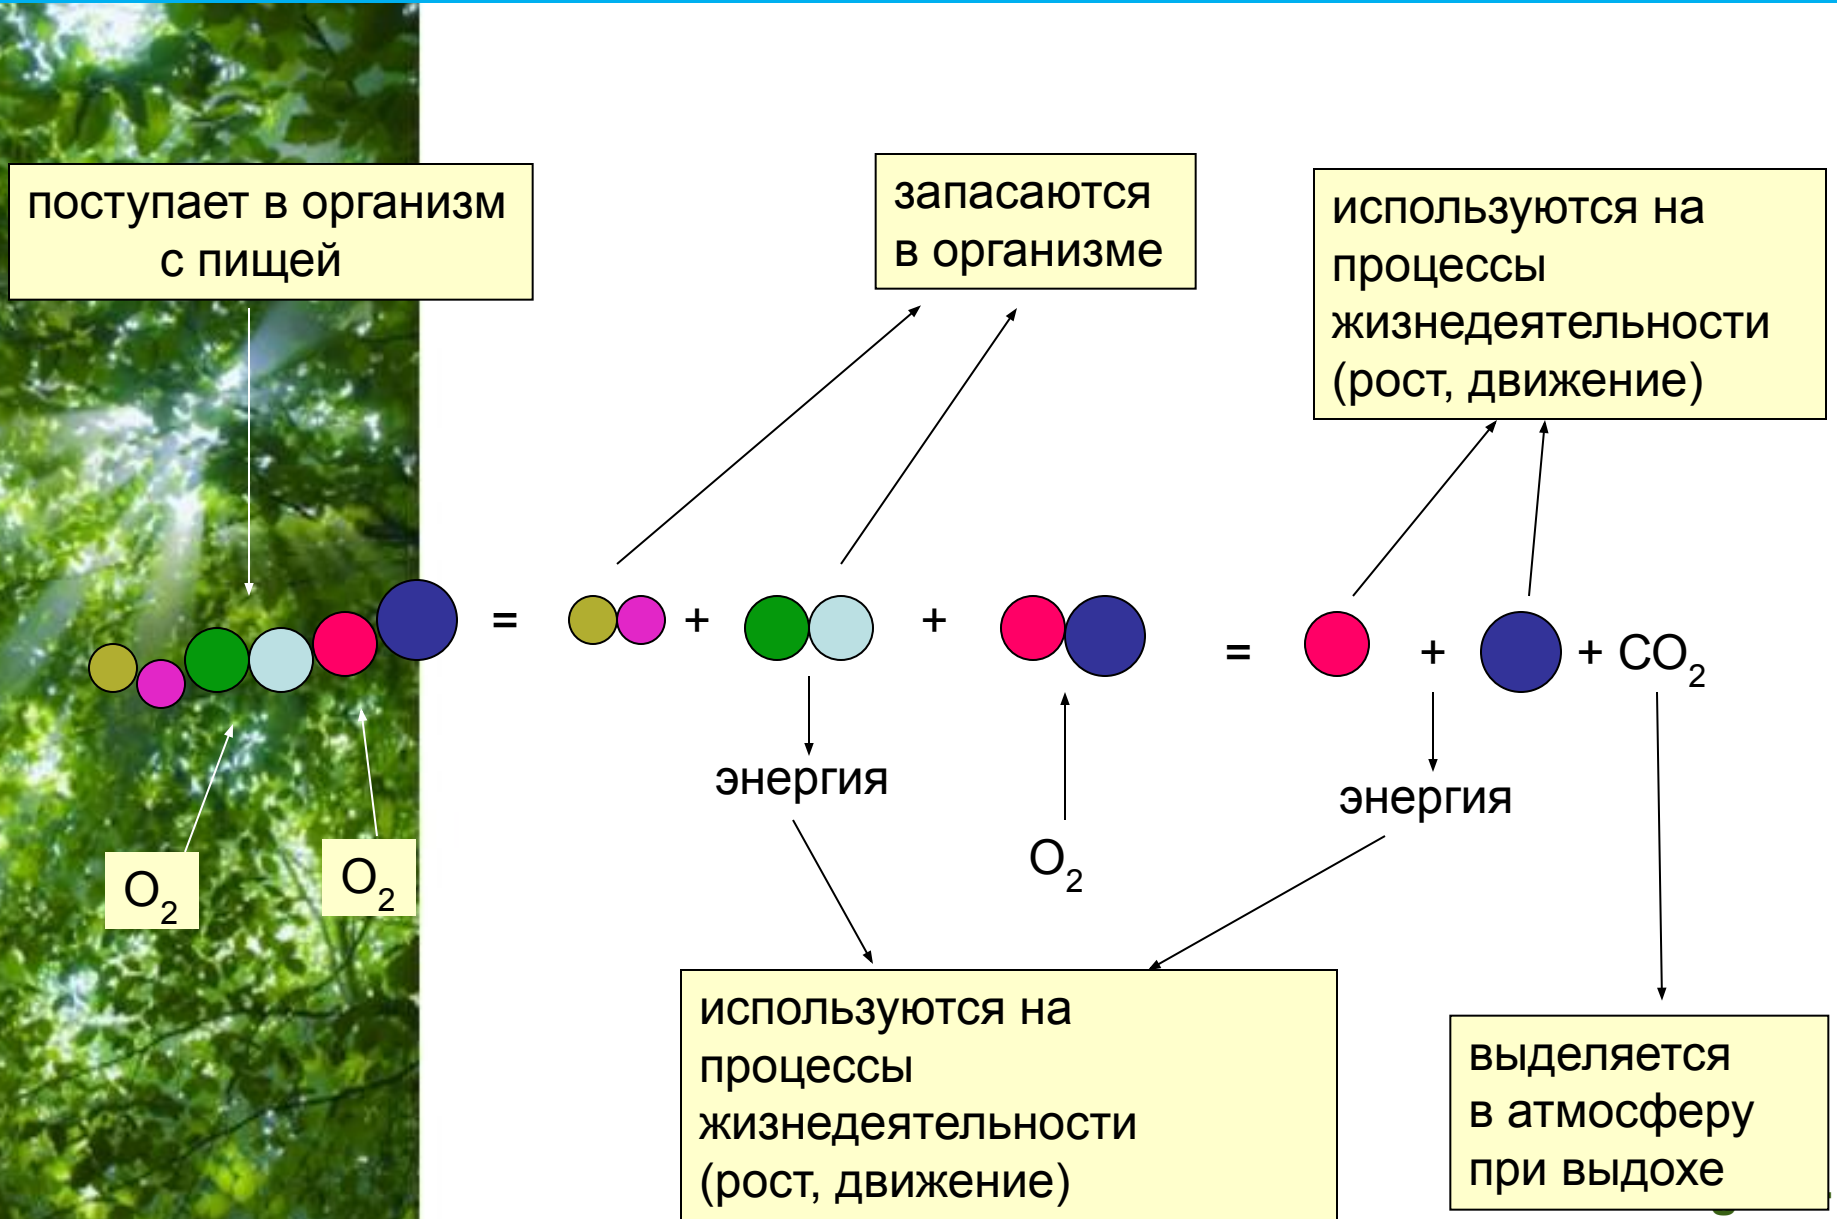 поступает в организм
с пищей
запасаются
в организме
используются на
процессы
жизнедеятельности
(рост, движение)
= + + = + + CO₂
энергия
энергия
O₂
O₂
O₂
используются на
процессы
жизнедеятельности
(рост, движение)
выделяется
в атмосферу
при выдохе